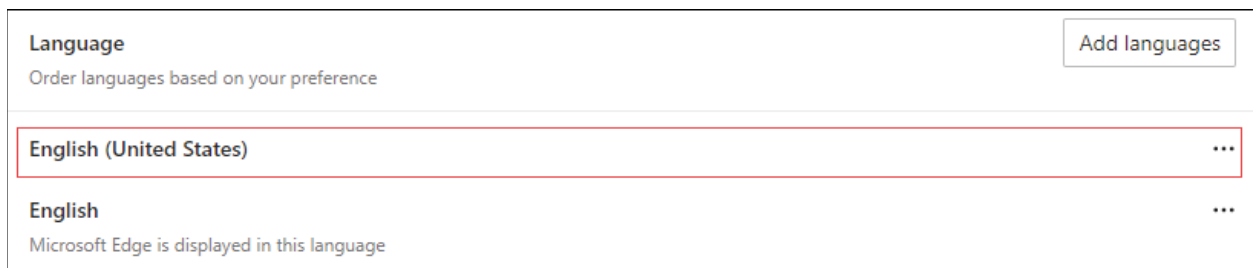 Language
Add languages
Order languages based on your preference
English (United States)
English
Microsoft Edge is displayed in this language